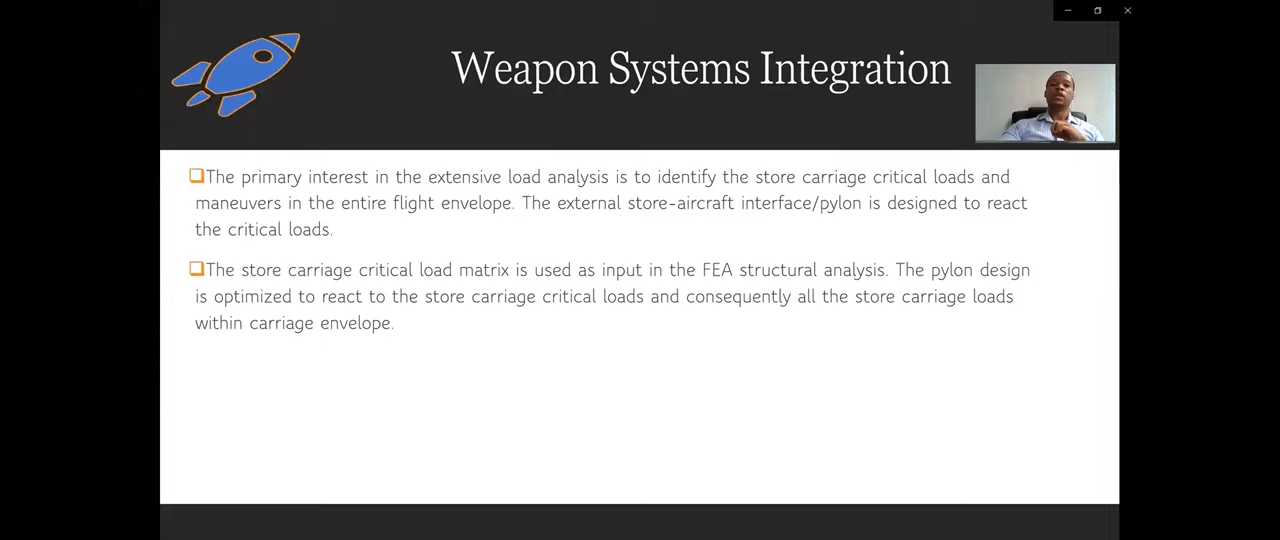 Weapon Systems Integration
The primary interest in the extensive load analysis is to identify the store carriage critical loads and
maneuvers in the entire flight envelope. The external store-aircraft interface/pylon is designed to react
the critical loads.
The store carriage critical load matrix is used as input in the FEA structural analysis. The pylon design
is optimized to react to the store carriage critical loads and consequently all the store carriage loads
within carriage envelope.